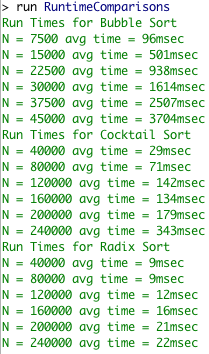 > run RuntimeComparisons
Run Times for Bubble Sort
N = 7500 avg time = 96msec
N = 15000 avg time = 501msec
N = 22500 avg time = 938msec
N = 30000 avg time = 1614msec
N = 37500 avg time = 2507msec
N = 45000 avg time = 3704msec
Run Times for Cocktail Sort
N = 40000 avg time = 29msec
N = 80000 avg time = 71msec
N = 120000 avg time = 142msec
N = 160000 avg time = 134msec
N = 200000 avg time = 179msec
N = 240000 avg time = 343msec
Run Times for Radix Sort
N = 40000 avg time = 9msec
N = 80000 avg time = 9msec
N = 120000 avg time = 12msec
N = 160000 avg time = 16msec
N = 200000 avg time = 21msec
N = 240000 avg time = 22msec